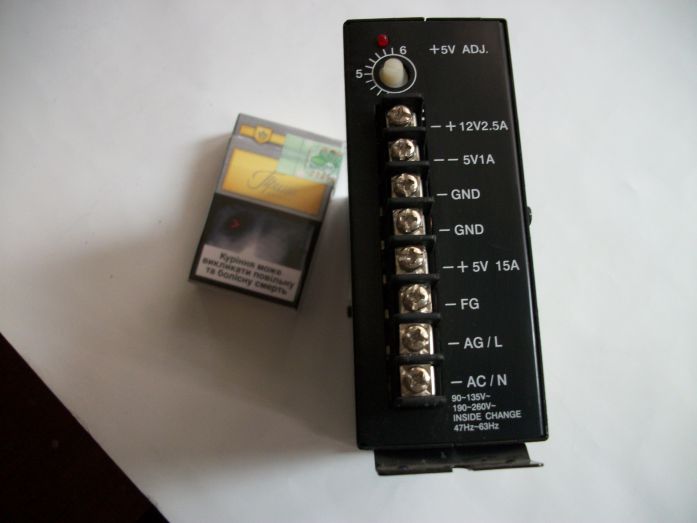 6 +5V ADJ.
5
-+12V2.5A
-- 5V1A
-GND
-GND
-+ 5V 15A
-FG
-AG/L
-AC/N
90~135V~
190~260V~
INSIDE CHANGE
47Hz~63Hz
Прилуки
Куріння може
викликати повільну
та болісну смерть